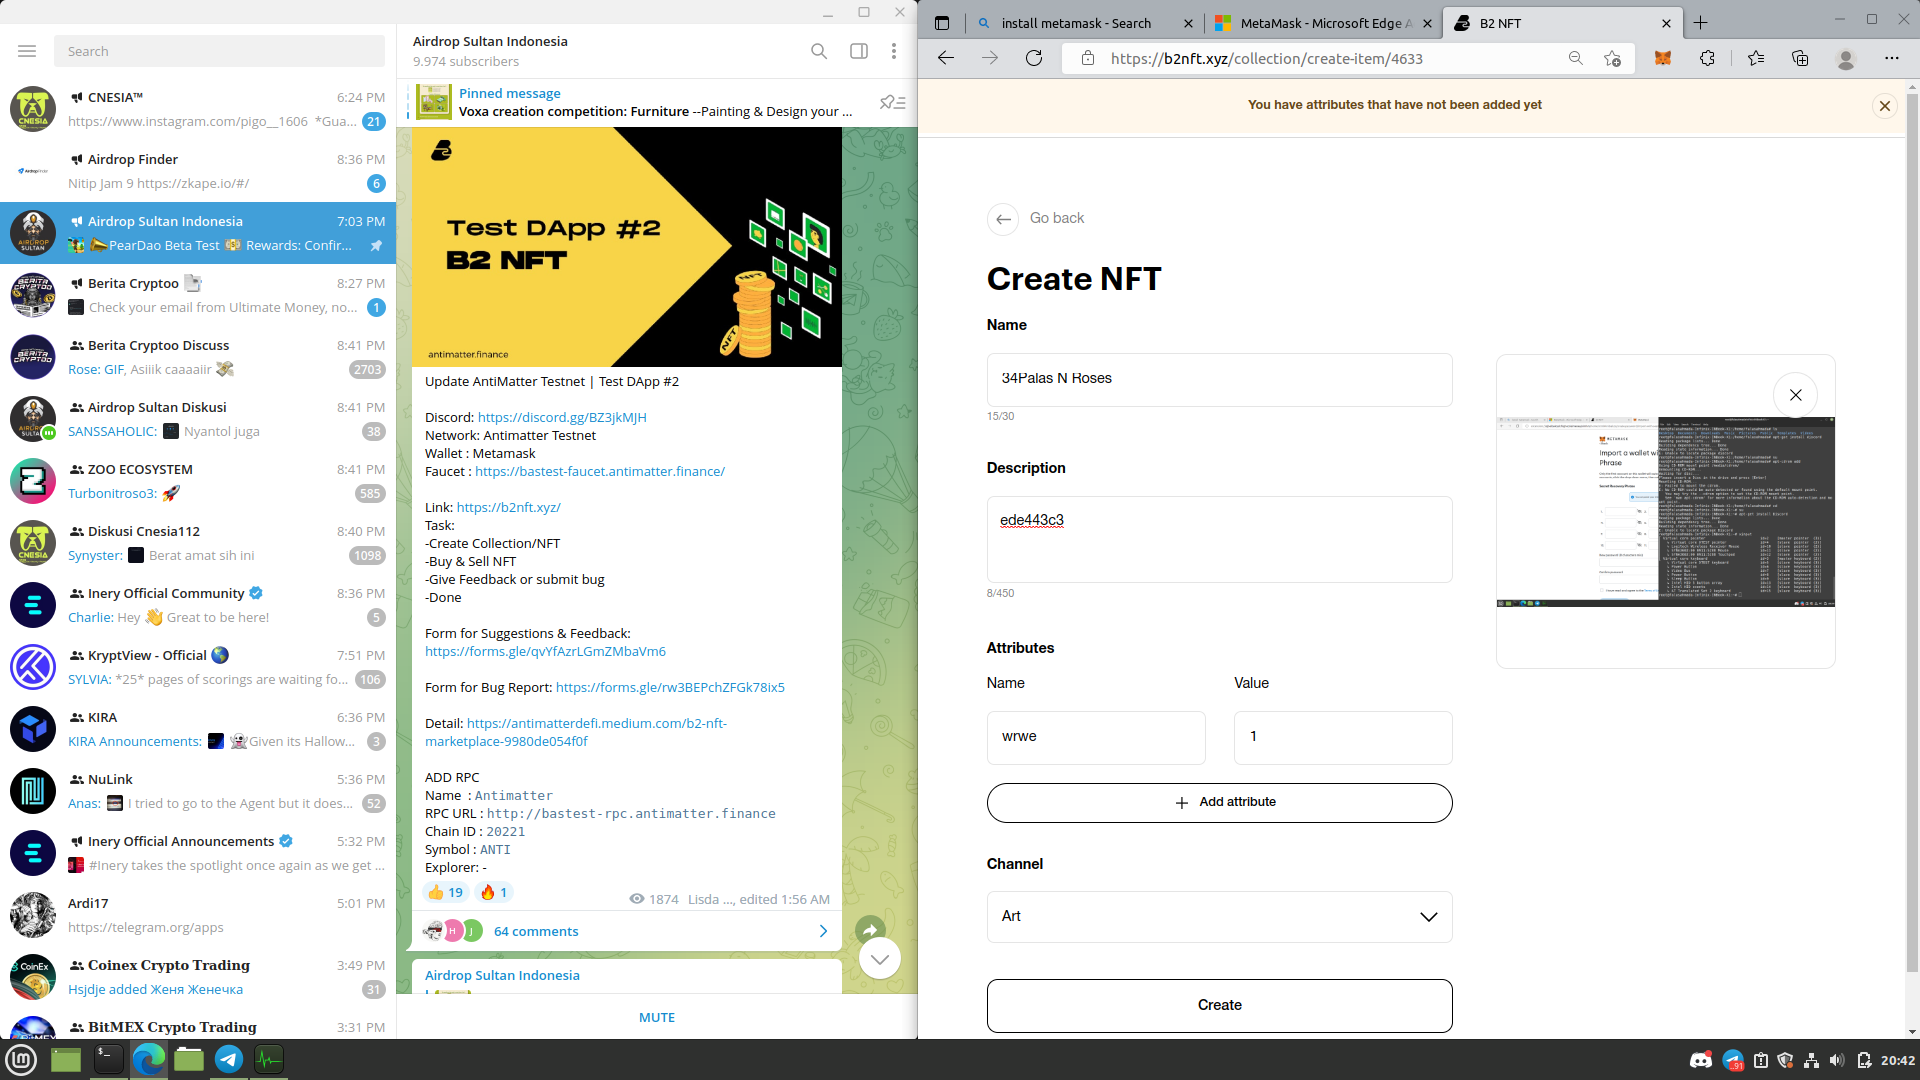 Search
CNESIA™ 6:24 PM
https://www.instagram.com/pigo__1606 *Gua... 21
Airdrop Finder 8:36 PM
Nitip Jam 9 https://zkape.io/#/ 6
Airdrop Sultan Indonesia 7:03 PM
PearDao Beta Test Rewards: Confir...
Berita Cryptoo 8:27 PM
Check your email from Ultimate Money, no... 1
Berita Cryptoo Discuss 8:41 PM
Rose: GIF, Asiiik caaaaiir 2703
Airdrop Sultan Diskusi 8:41 PM
SANSSAHOLIC: Nyantol juga 38
ZOO ECOSYSTEM 8:41 PM
Turbonitroso3: 585
Diskusi Cnesia112 8:40 PM
Synyster: Berat amat sih ini 1098
Inery Official Community 8:36 PM
Charlie: Hey Great to be here! 5
KryptView - Official 7:51 PM
SYLVIA: *25* pages of scorings are waiting fo... 106
KIRA 6:36 PM
KIRA Announcements: Given its Hallow... 3
NuLink 5:36 PM
Anas: I tried to go to the Agent but it does... 52
Inery Official Announcements 5:32 PM
#Inery takes the spotlight once again as we get ...
Ardi17 5:01 PM
https://telegram.org/apps
Coinex Crypto Trading 3:49 PM
Hsjdje added Женя Женечка 31
BitMEX Crypto Trading 3:31 PM
Airdrop Sultan Indonesia
9.974 subscribers
Pinned message
Voxa creation competition: Furniture --Painting & Design your ...
Test DApp #2
B2 NFT
antimatter.finance
Update AntiMatter Testnet | Test DApp #2
Discord: https://discord.gg/BZ3jkMJH
Network: Antimatter Testnet
Wallet : Metamask
Faucet : https://bastest-faucet.antimatter.finance/
Link: https://b2nft.xyz/
Task:
-Create Collection/NFT
-Buy & Sell NFT
-Give Feedback or submit bug
-Done
Form for Suggestions & Feedback:
https://forms.gle/qvYfAzrLGmZMbaVm6
Form for Bug Report: https://forms.gle/rw3BEPchZFGk78ix5
Detail: https://antimatterdefi.medium.com/b2-nft-
marketplace-9980de054f0f
ADD RPC
Name : Antimatter
RPC URL : http://bastest-rpc.antimatter.finance
Chain ID : 20221
Symbol : ANTI
Explorer: -
19 1 1874 Lisda ..., edited 1:56 AM
H J 64 comments
Airdrop Sultan Indonesia
MUTE
install metamask - Search
MetaMask - Microsoft Edge A
B2 NFT
https://b2nft.xyz/collection/create-item/4633
You have attributes that have not been added yet
Go back
Create NFT
Name
34Palas N Roses
15/30
Description
ede443c3
8/450
Attributes
Name Value
wrwe 1
+ Add attribute
Channel
Art
Create
Import a wallet w
Phrase
20:42